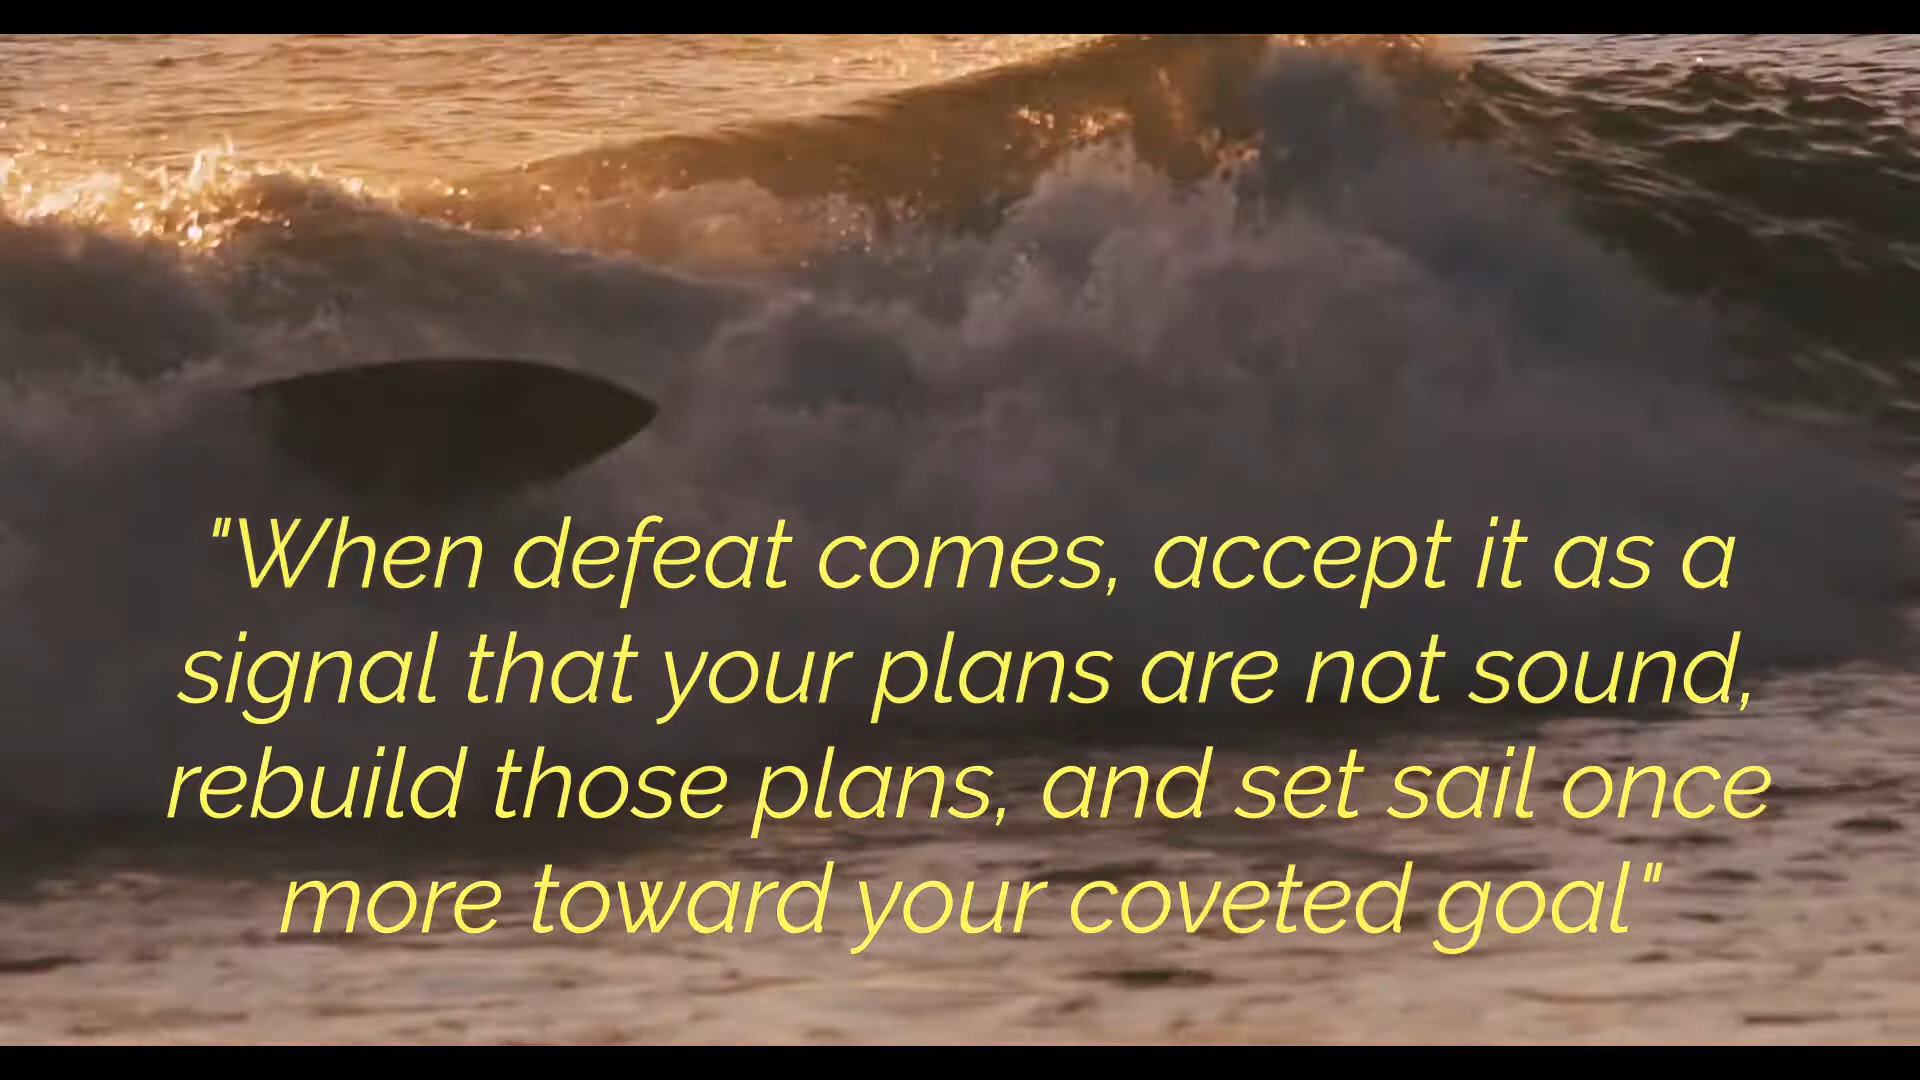 "When defeat comes, accept it as a
signal that your plans are not sound,
rebuild those plans, and set sail once
more toward your coveted goal"